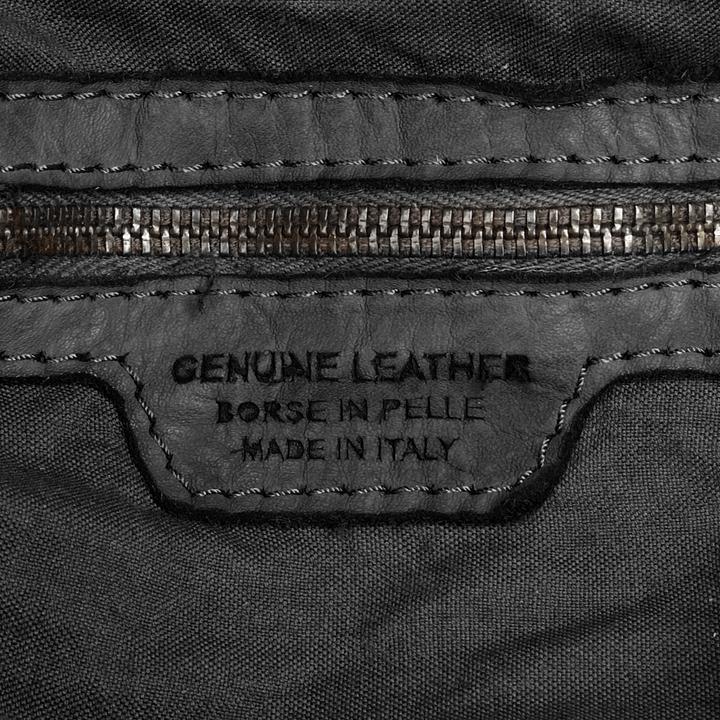 GENUINE LEATHER
BORSE IN PELLE
MADE IN ITALY